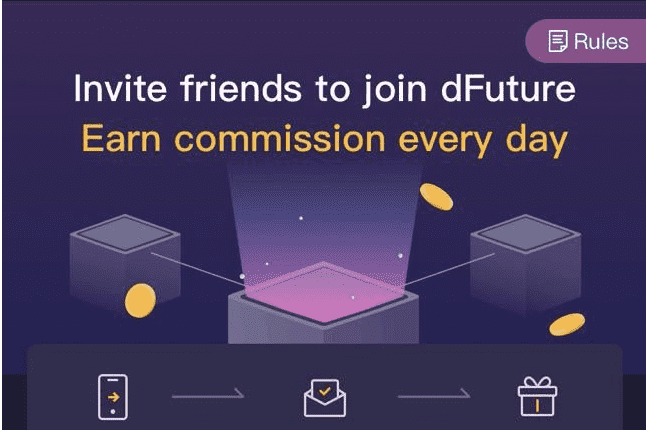 Rules
Invite friends to join dFuture
Earn commission every day